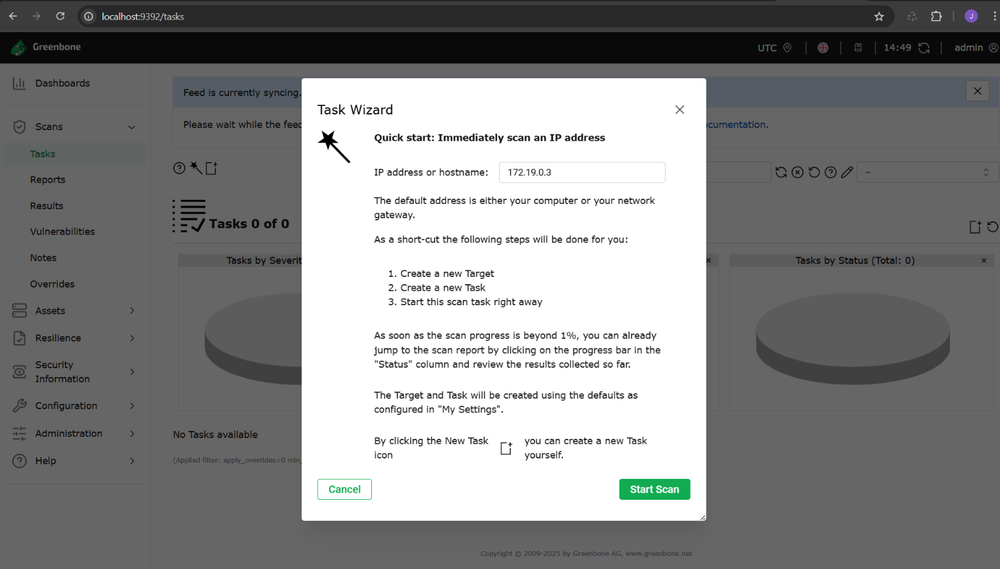 localhost:9392/tasks
J
Greenbone
UTC
14:49
admin
Dashboards
Scans
Tasks
Reports
Results
Vulnerabilities
Notes
Overrides
Assets
Resilience
Security
Information
Configuration
Administration
Help
Feed is currently syncing.
Please wait while the feed
ocumentation.
--
Tasks 0 of 0
Tasks by Severit
Tasks by Status (Total: 0)
No Tasks available
(Applied filter: apply_overrides=0 min_
Task Wizard
Quick start: Immediately scan an IP address
IP address or hostname:
172.19.0.3
The default address is either your computer or your network
gateway.
As a short-cut the following steps will be done for you:
1. Create a new Target
2. Create a new Task
3. Start this scan task right away
As soon as the scan progress is beyond 1%, you can already
jump to the scan report by clicking on the progress bar in the
"Status" column and review the results collected so far.
The Target and Task will be created using the defaults as
configured in "My Settings".
By clicking the New Task
icon
you can create a new Task
yourself.
Cancel
Start Scan
Copyright © 2009-2025 by Greenbone AG, www.greenbone.net